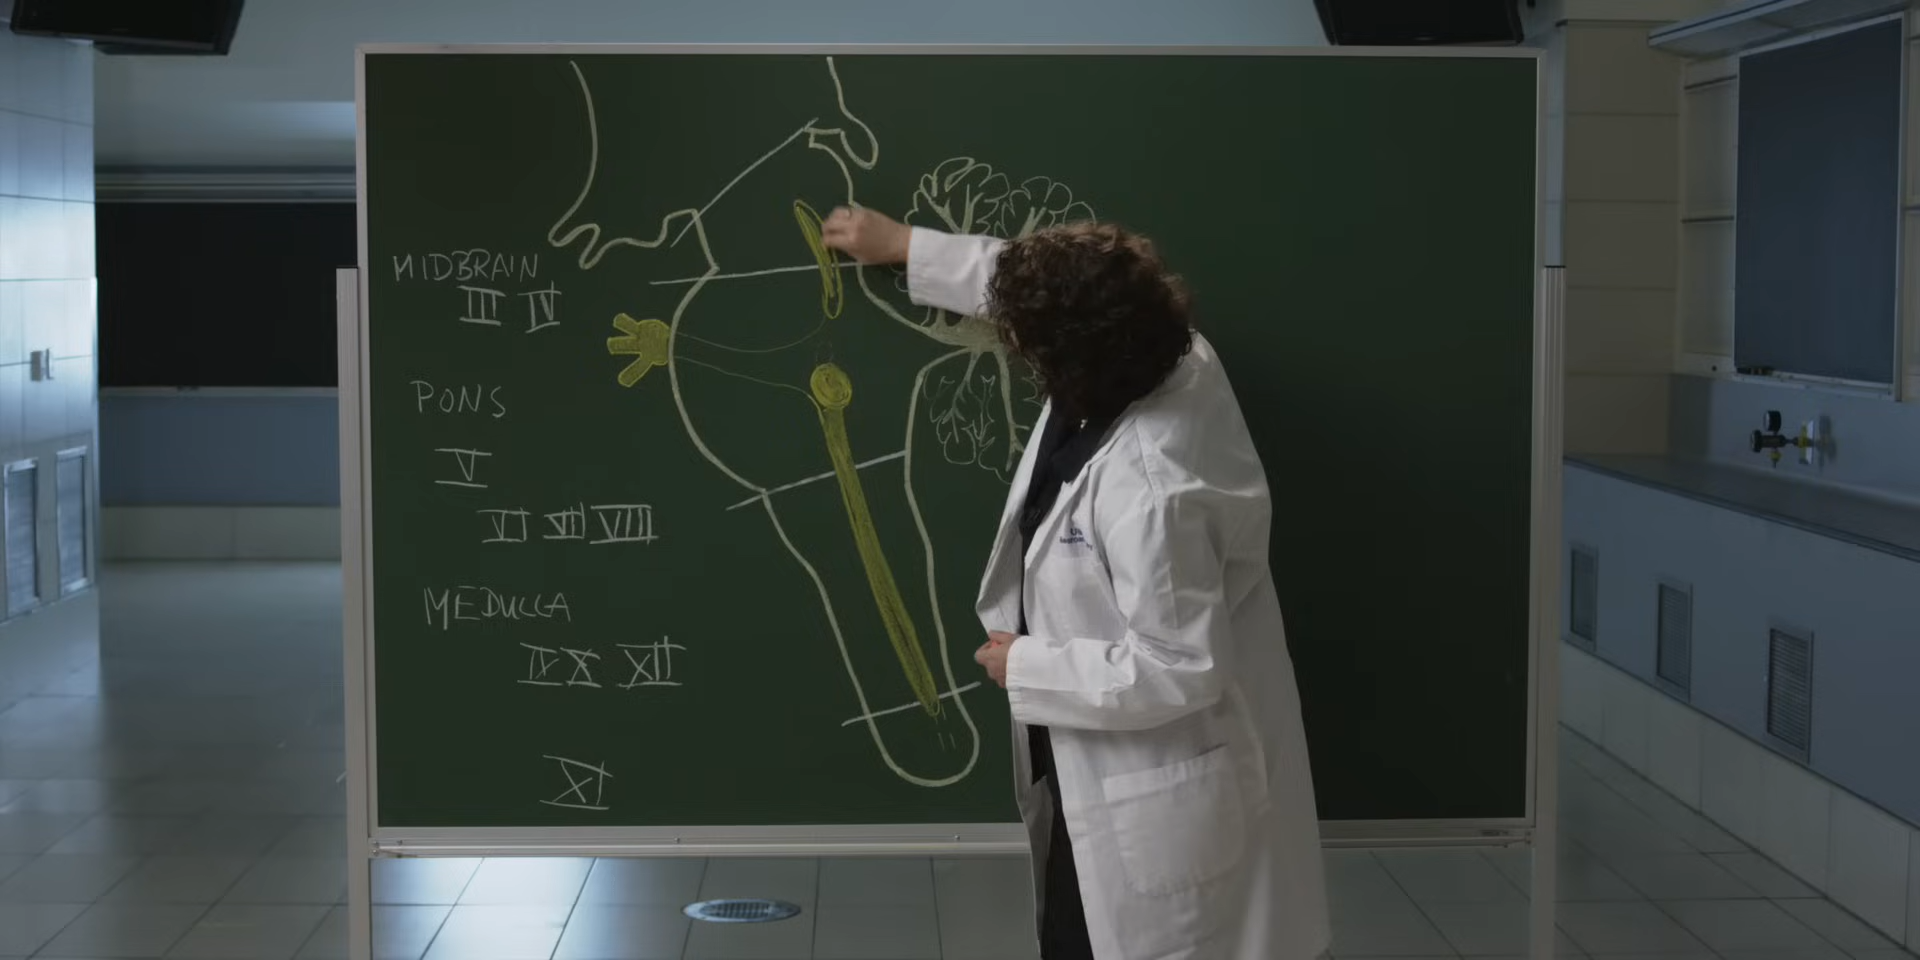 MIDBRAIN
III IV
PONS
V
VI VII VIII
MEDULLA
IX X XII
XI